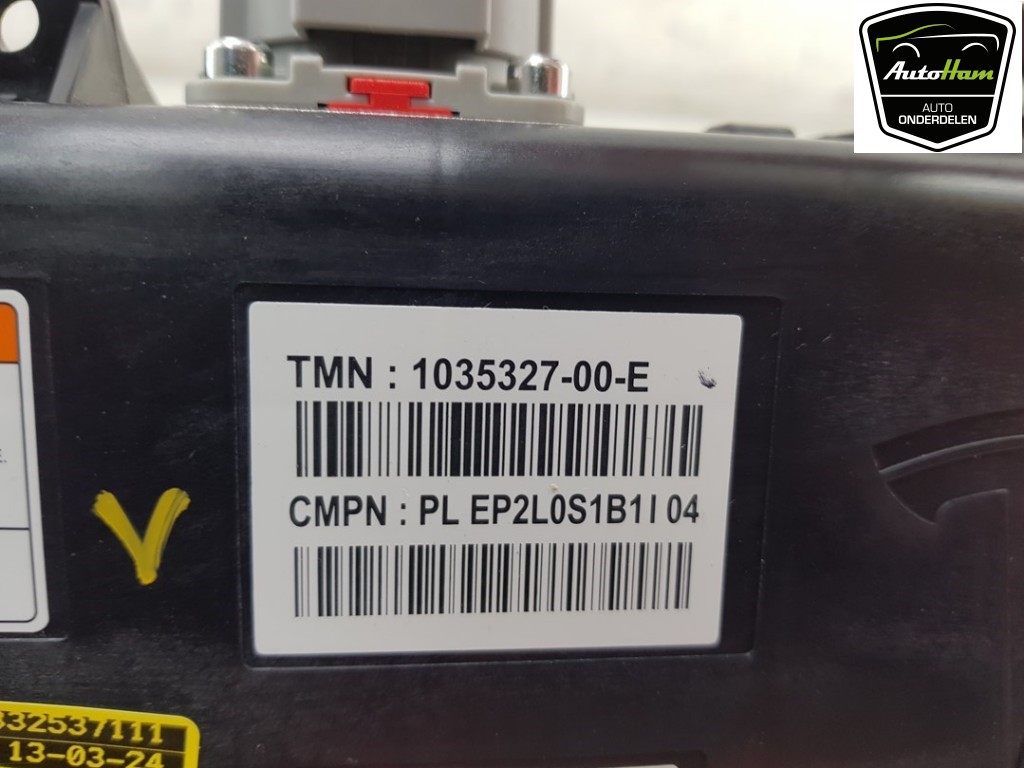 AutoHam
AUTO
ONDERDELEN
TMN : 1035327-00-E
CMPN : PL EP2L0S1B1I 04
332537111
13-03-24